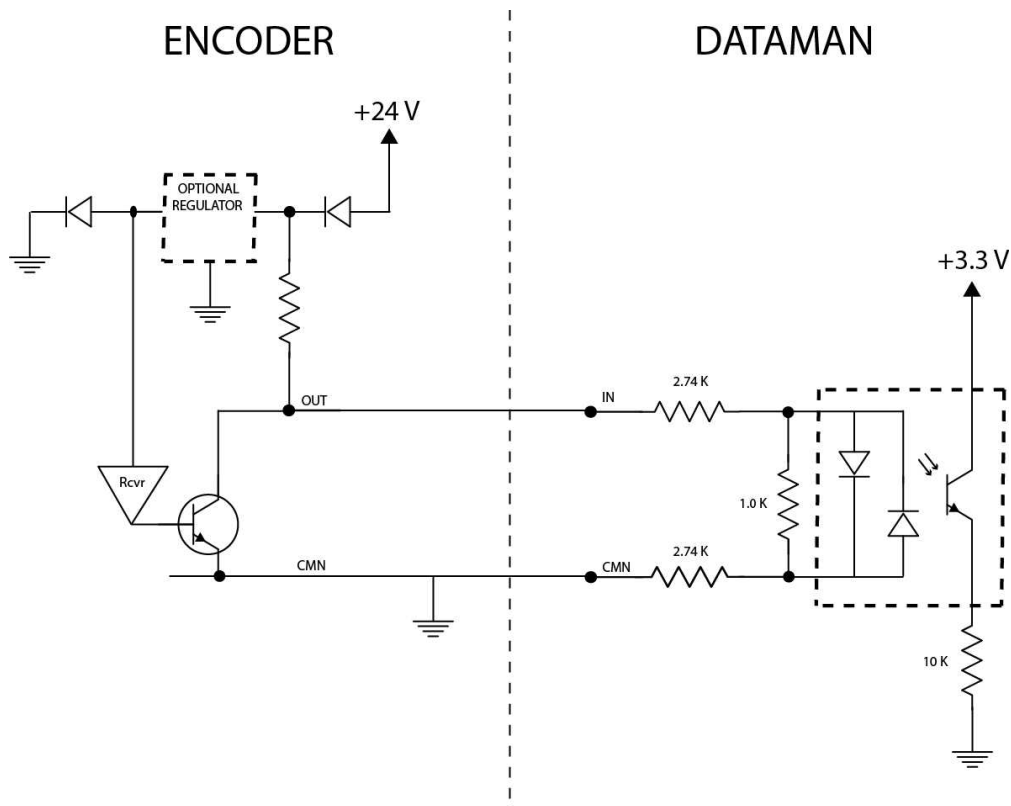 ENCODER
DATAMAN
+24 V
OPTIONAL
REGULATOR
+3.3 V
OUT
IN
2.74 K
Rcvr
1.0 K
CMN
CMN
2.74 K
10 K